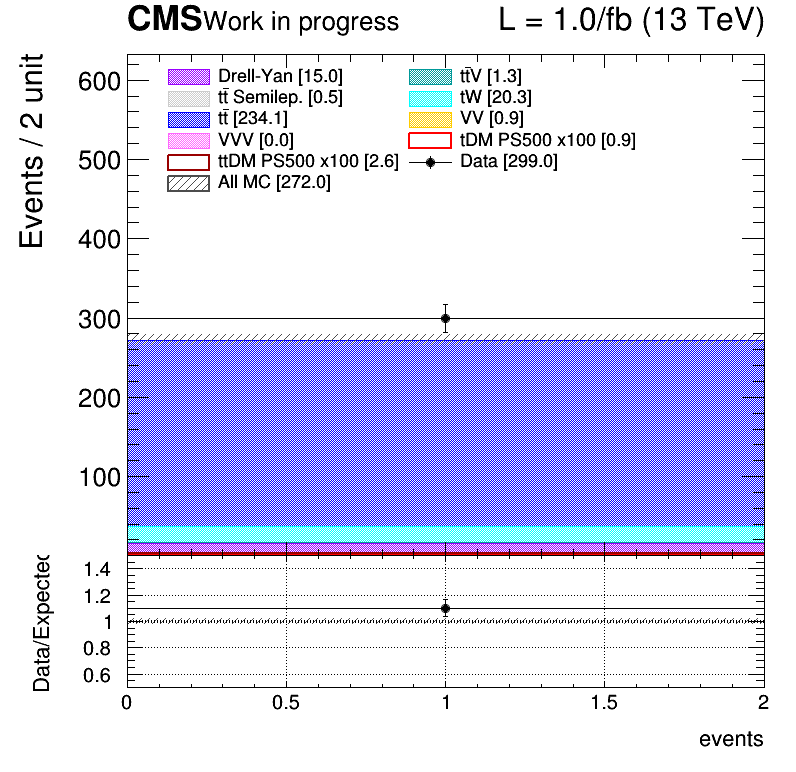 CMS Work in progress L = 1.0/fb (13 TeV)
Events / 2 unit
600
500
400
300
200
100
Drell-Yan [15.0]
tt̄ Semilep. [0.5]
tt̄ [234.1]
VVV [0.0]
ttDM PS500 x100 [2.6]
All MC [272.0]
tt̄V [1.3]
tW [20.3]
VV [0.9]
tDM PS500 x100 [0.9]
Data [299.0]
Data/Expected
1.4
1.2
1
0.8
0.6
0 0.5 1 1.5 2
events